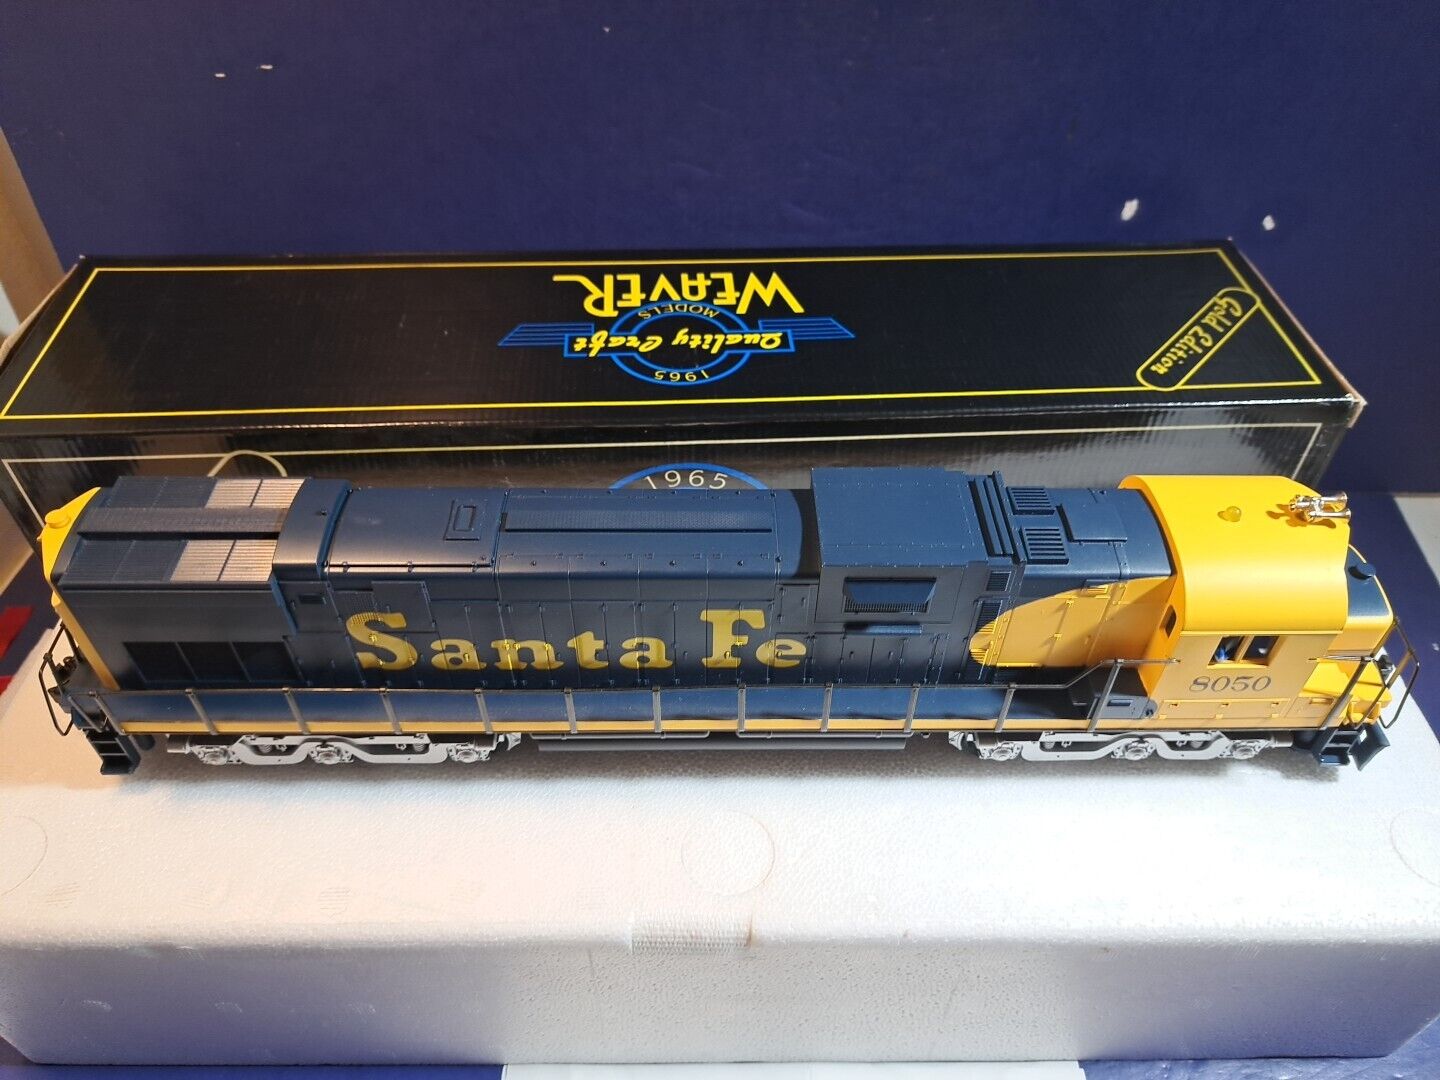 WEAVER
MODELS
Quality Craft
1965
Gold Edition
1965
Santa Fe
8050